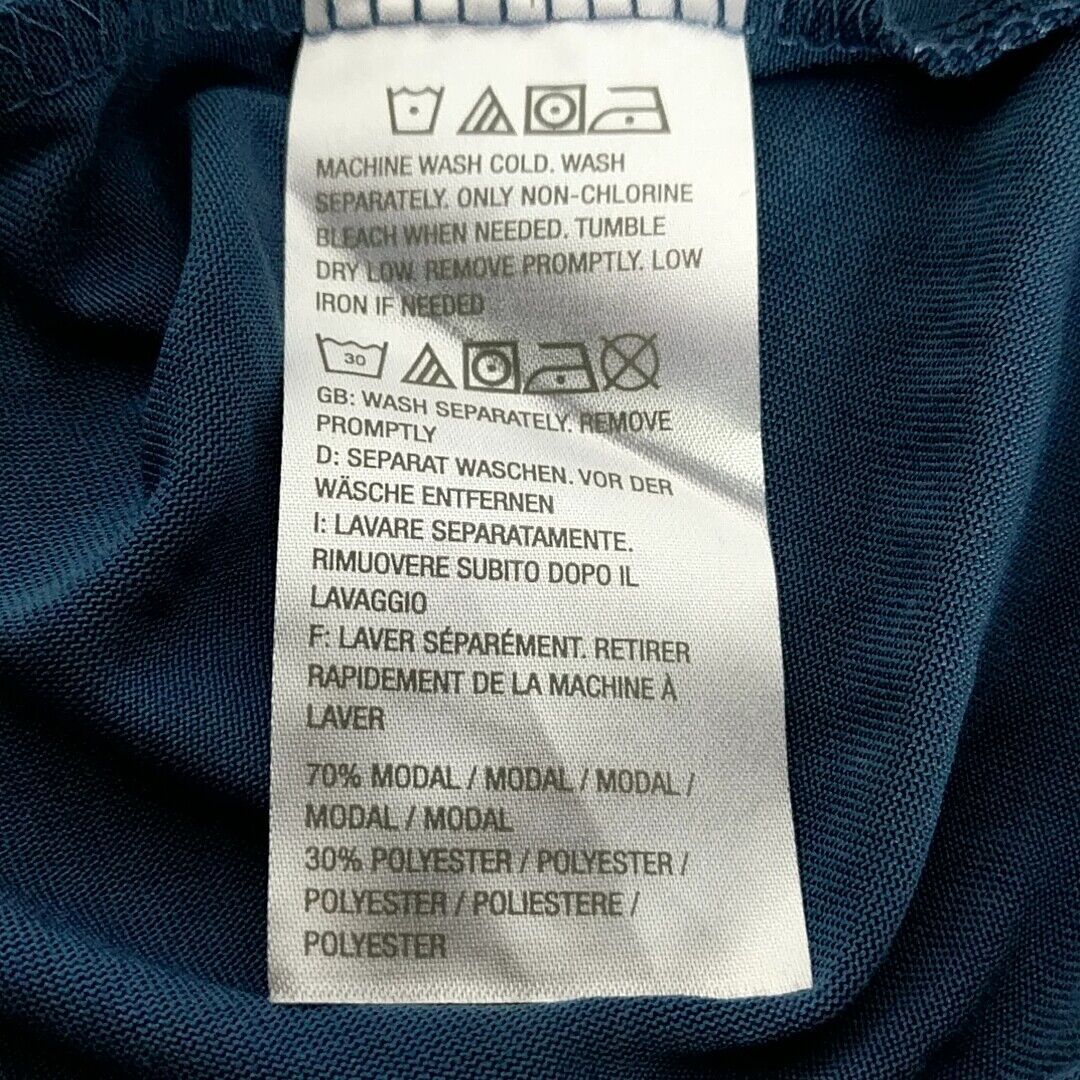 MACHINE WASH COLD. WASH
SEPARATELY. ONLY NON-CHLORINE
BLEACH WHEN NEEDED. TUMBLE
DRY LOW. REMOVE PROMPTLY. LOW
IRON IF NEEDED
30
GB: WASH SEPARATELY. REMOVE
PROMPTLY
D: SEPARAT WASCHEN. VOR DER
WÄSCHE ENTFERNEN
I: LAVARE SEPARATAMENTE.
RIMUOVERE SUBITO DOPO IL
LAVAGGIO
F: LAVER SÉPARÉMENT. RETIRER
RAPIDEMENT DE LA MACHINE À
LAVER
70% MODAL / MODAL / MODAL /
MODAL / MODAL
30% POLYESTER / POLYESTER /
POLYESTER / POLIESTERE /
POLYESTER